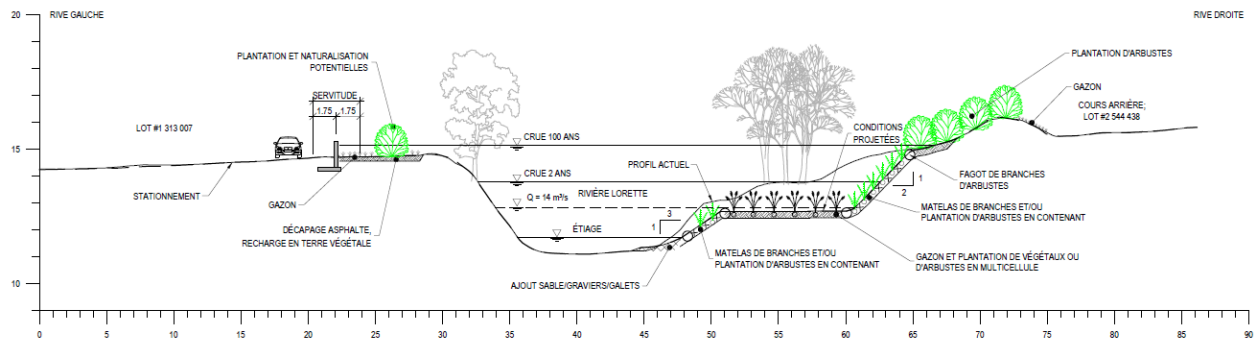 20
RIVE GAUCHE
RIVE DROITE
PLANTATION ET NATURALISATION
POTENTIELLES
PLANTATION D'ARBUSTES
SERVITUDE
1.75
1.75
GAZON
COURS ARRIÈRE;
LOT #2 544 438
LOT #1 313 007
CRUE 100 ANS
CONDITIONS
PROJETÉES
15
PROFIL ACTUEL
CRUE 2 ANS
RIVIÈRE LORETTE
Q = 14 m³/s
STATIONNEMENT
GAZON
FAGOT DE BRANCHES
D'ARBUSTES
1
2
3
1
MATELAS DE BRANCHES ET/OU
PLANTATION D'ARBUSTES EN CONTENANT
DÉCAPAGE ASPHALTE,
RECHARGE EN TERRE VÉGÉTALE
ÉTIAGE
MATELAS DE BRANCHES ET/OU
PLANTATION D'ARBUSTES EN CONTENANT
GAZON ET PLANTATION DE VÉGÉTAUX OU
D'ARBUSTES EN MULTICELLULE
AJOUT SABLE/GRAVIERS/GALETS
10
0 5 10 15 20 25 30 35 40 45 50 55 60 65 70 75 80 85 90